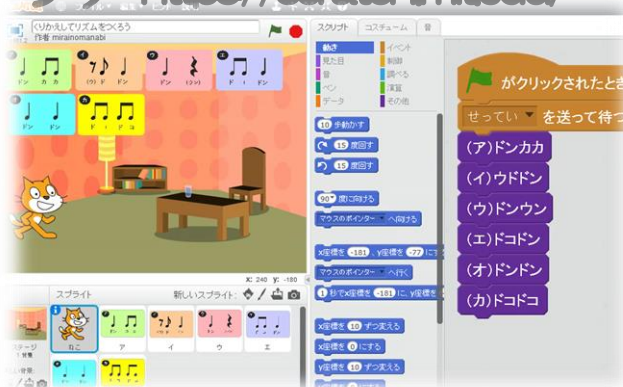 くりかえしてリズムをつくろう
作者 mirainomanabi
ア
ドン カ カ
イ
(ウ) ド ドン
ウ
ドン (ウン)
エ
ド コ ドン
オ
ドン ドン
カ
ド コ ド コ
x: 240 y: -180
スプライト
新しいスプライト:
ねこ
ア
イ
ウ
エ
スクリプト
コスチューム
音
動き
イベント
見た目
制御
音
調べる
ペン
演算
データ
その他
10 歩動かす
15 度回す
15 度回す
90▼ 度に向ける
マウスのポインター▼ へ向ける
x座標を -181 、y座標を -77 にす
マウスのポインター▼ へ行く
1 秒でx座標を -181 に、y座標を
x座標を 10 ずつ変える
x座標を 0 にする
y座標を 10 ずつ変える
がクリックされたとき
せってい▼ を送って待つ
(ア)ドンカカ
(イ)ウドドン
(ウ)ドンウン
(エ)ドコドン
(オ)ドンドン
(カ)ドコドコ